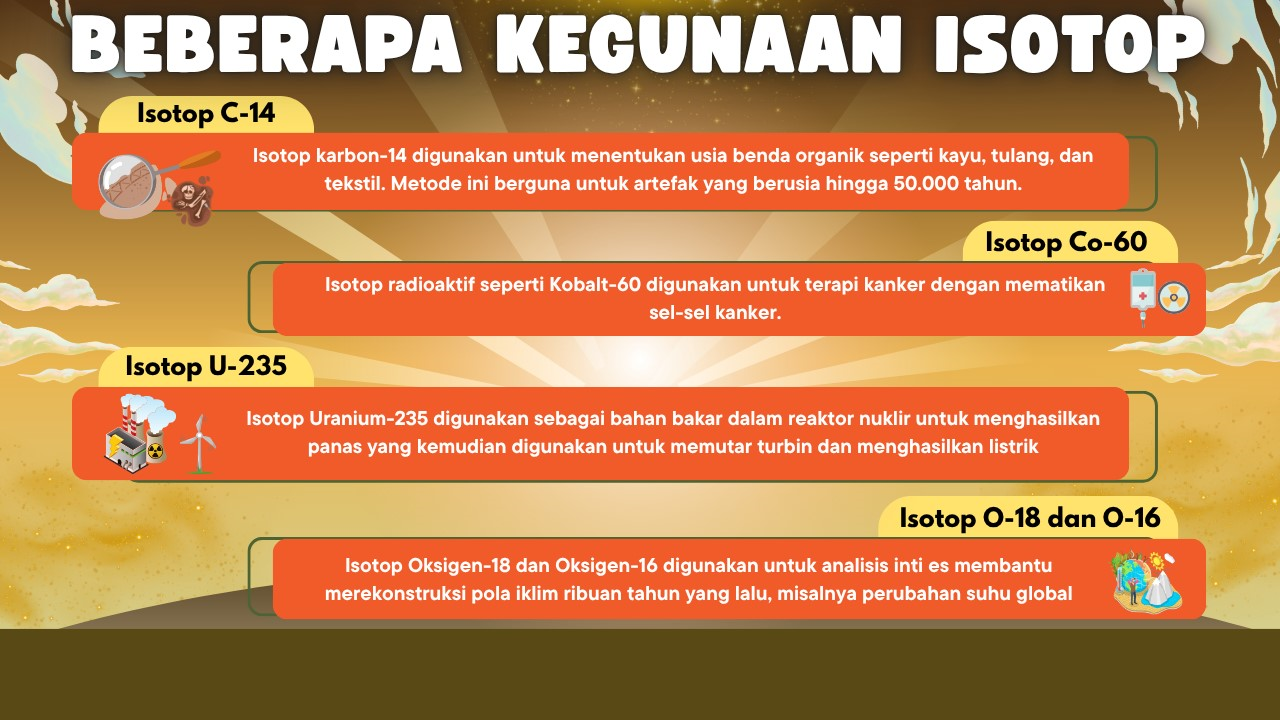 BEBERAPA KEGUNAAN ISOTOP
Isotop C-14
Isotop karbon-14 digunakan untuk menentukan usia benda organik seperti kayu, tulang, dan
tekstil. Metode ini berguna untuk artefak yang berusia hingga 50.000 tahun.
Isotop Co-60
Isotop radioaktif seperti Kobalt-60 digunakan untuk terapi kanker dengan mematikan
sel-sel kanker.
Isotop U-235
Isotop Uranium-235 digunakan sebagai bahan bakar dalam reaktor nuklir untuk menghasilkan
panas yang kemudian digunakan untuk memutar turbin dan menghasilkan listrik
Isotop O-18 dan O-16
Isotop Oksigen-18 dan Oksigen-16 digunakan untuk analisis inti es membantu
merekonstruksi pola iklim ribuan tahun yang lalu, misalnya perubahan suhu global